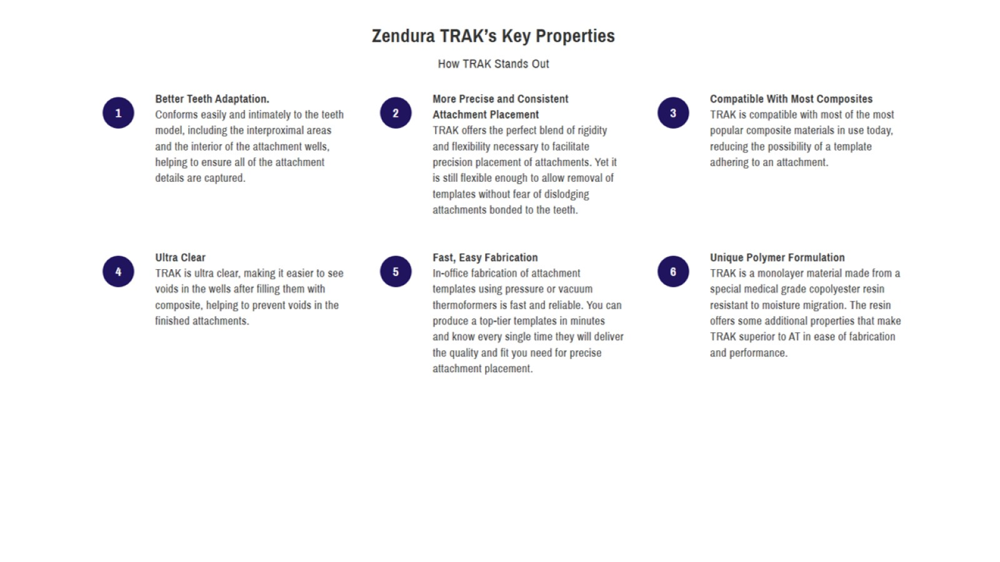 Zendura TRAK’s Key Properties
How TRAK Stands Out
1
Better Teeth Adaptation.
Conforms easily and intimately to the teeth
model, including the interproximal areas
and the interior of the attachment wells,
helping to ensure all of the attachment
details are captured.
2
More Precise and Consistent
Attachment Placement
TRAK offers the perfect blend of rigidity
and flexibility necessary to facilitate
precision placement of attachments. Yet it
is still flexible enough to allow removal of
templates without fear of dislodging
attachments bonded to the teeth.
3
Compatible With Most Composites
TRAK is compatible with most of the most
popular composite materials in use today,
reducing the possibility of a template
adhering to an attachment.
4
Ultra Clear
TRAK is ultra clear, making it easier to see
voids in the wells after filling them with
composite, helping to prevent voids in the
finished attachments.
5
Fast, Easy Fabrication
In-office fabrication of attachment
templates using pressure or vacuum
thermoformers is fast and reliable. You can
produce a top-tier templates in minutes
and know every single time they will deliver
the quality and fit you need for precise
attachment placement.
6
Unique Polymer Formulation
TRAK is a monolayer material made from a
special medical grade copolyester resin
resistant to moisture migration. The resin
offers some additional properties that make
TRAK superior to AT in ease of fabrication
and performance.